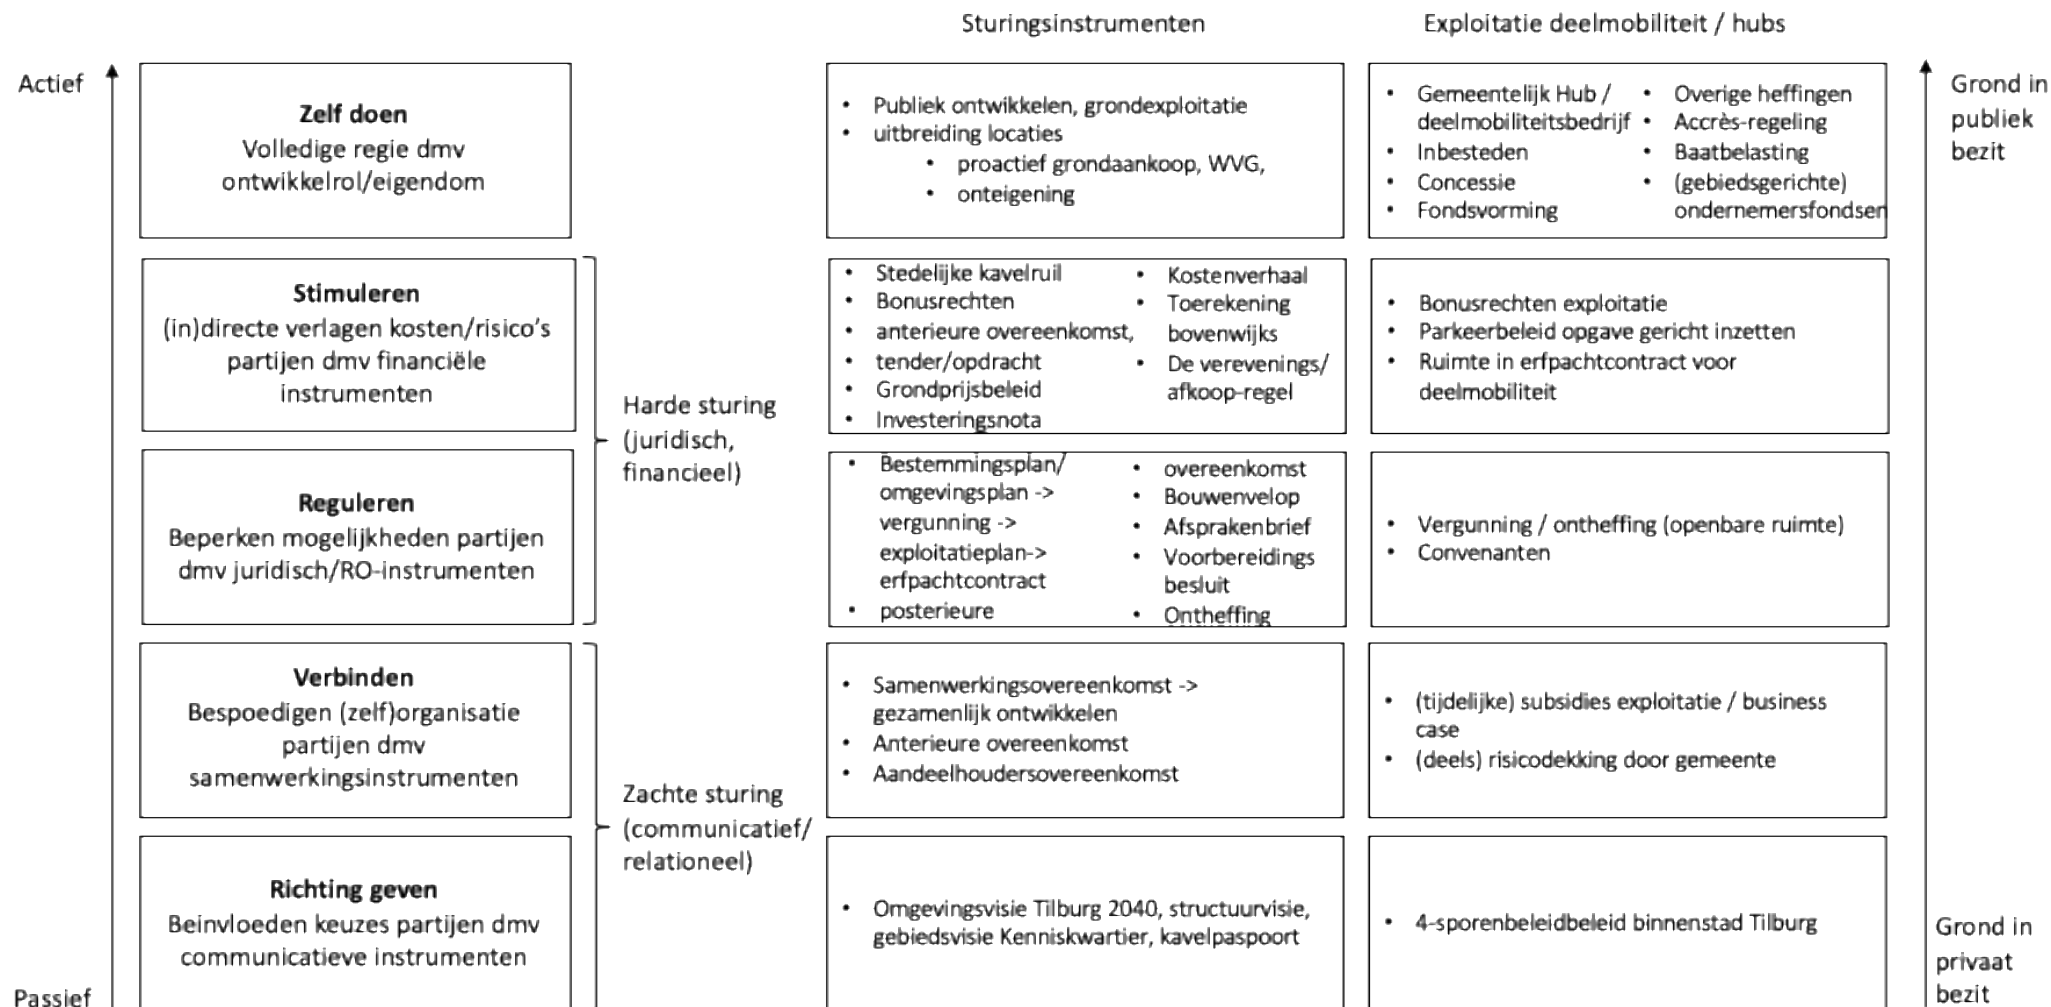 Sturingsinstrumenten
Exploitatie deelmobiliteit / hubs
Actief
Zelf doen
Volledige regie dmv
ontwikkelrol/eigendom
• Publiek ontwikkelen, grondexploitatie
• uitbreiding locaties
• proactief grondaankoop, WVG,
• onteigening
• Gemeentelijk Hub /
deelmobiliteitsbedrijf
• Inbesteden
• Concessie
• Fondsvorming
• Overige heffingen
• Accrès-regeling
• Baatbelasting
• (gebiedsgerichte)
ondernemersfondsen
Grond in
publiek
bezit
Stimuleren
(in)directe verlagen kosten/risico's
partijen dmv financiële
instrumenten
• Stedelijke kavelruil
• Bonusrechten
• anterieure overeenkomst,
• tender/opdracht
• Grondprijsbeleid
• Investeringsnota
• Kostenverhaal
• Toerekening
bovenwijks
• De verevenings/
afkoop-regel
• Bonusrechten exploitatie
• Parkeerbeleid opgave gericht inzetten
• Ruimte in erfpachtcontract voor
deelmobiliteit
Harde sturing
(juridisch,
financieel)
Reguleren
Beperken mogelijkheden partijen
dmv juridisch/RO-instrumenten
• Bestemmingsplan/
omgevingsplan ->
vergunning ->
exploitatieplan->
erfpachtcontract
• posterieure
• overeenkomst
• Bouwenvelop
• Afsprakenbrief
• Voorbereidings
besluit
• Ontheffing
• Vergunning / ontheffing (openbare ruimte)
• Convenanten
Verbinden
Bespoedigen (zelf)organisatie
partijen dmv
samenwerkingsinstrumenten
• Samenwerkingsovereenkomst ->
gezamenlijk ontwikkelen
• Anterieure overeenkomst
• Aandeelhoudersovereenkomst
• (tijdelijke) subsidies exploitatie / business
case
• (deels) risicodekking door gemeente
Zachte sturing
(communicatief/
relationeel)
Richting geven
Beinvloeden keuzes partijen dmv
communicatieve instrumenten
• Omgevingsvisie Tilburg 2040, structuurvisie,
gebiedsvisie Kenniskwartier, kavelpaspoort
• 4-sporenbeleidbeleid binnenstad Tilburg
Grond in
privaat
bezit
Passief